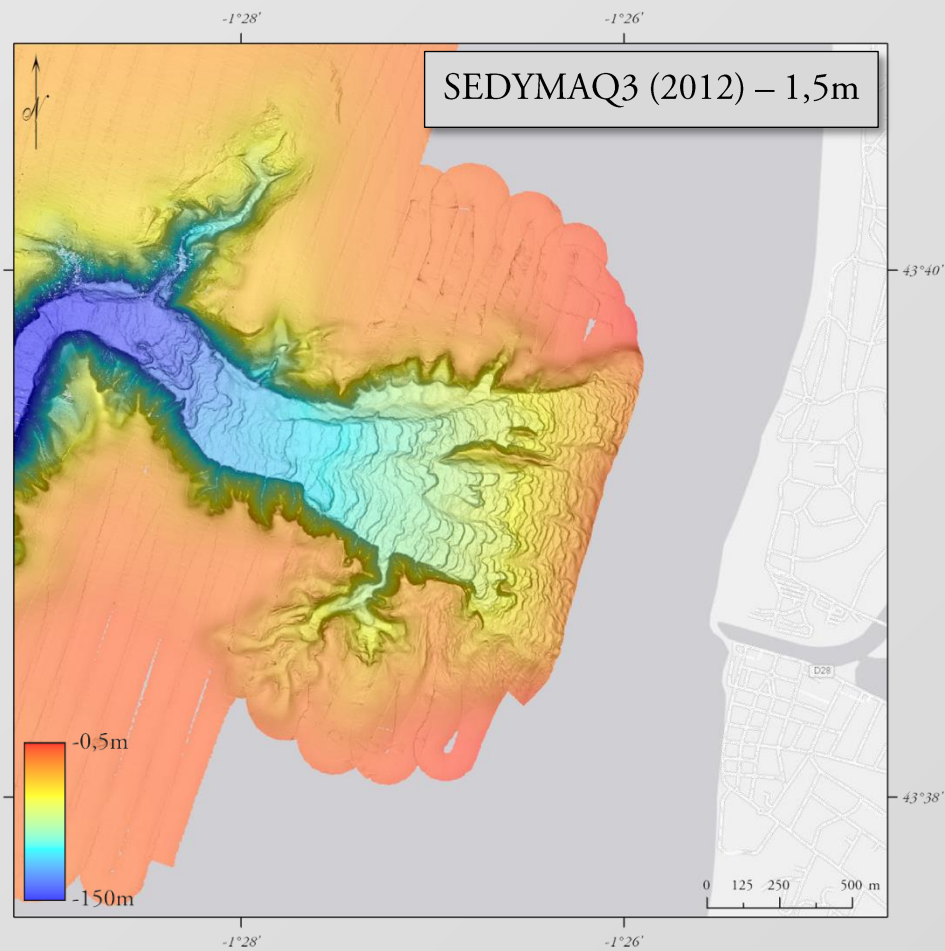 -1°28' -1°26'
SEDYMAQ3 (2012) – 1,5m
N
43°40'
D28
-0,5m
43°38'
-150m
0 125 250 500 m
-1°28' -1°26'